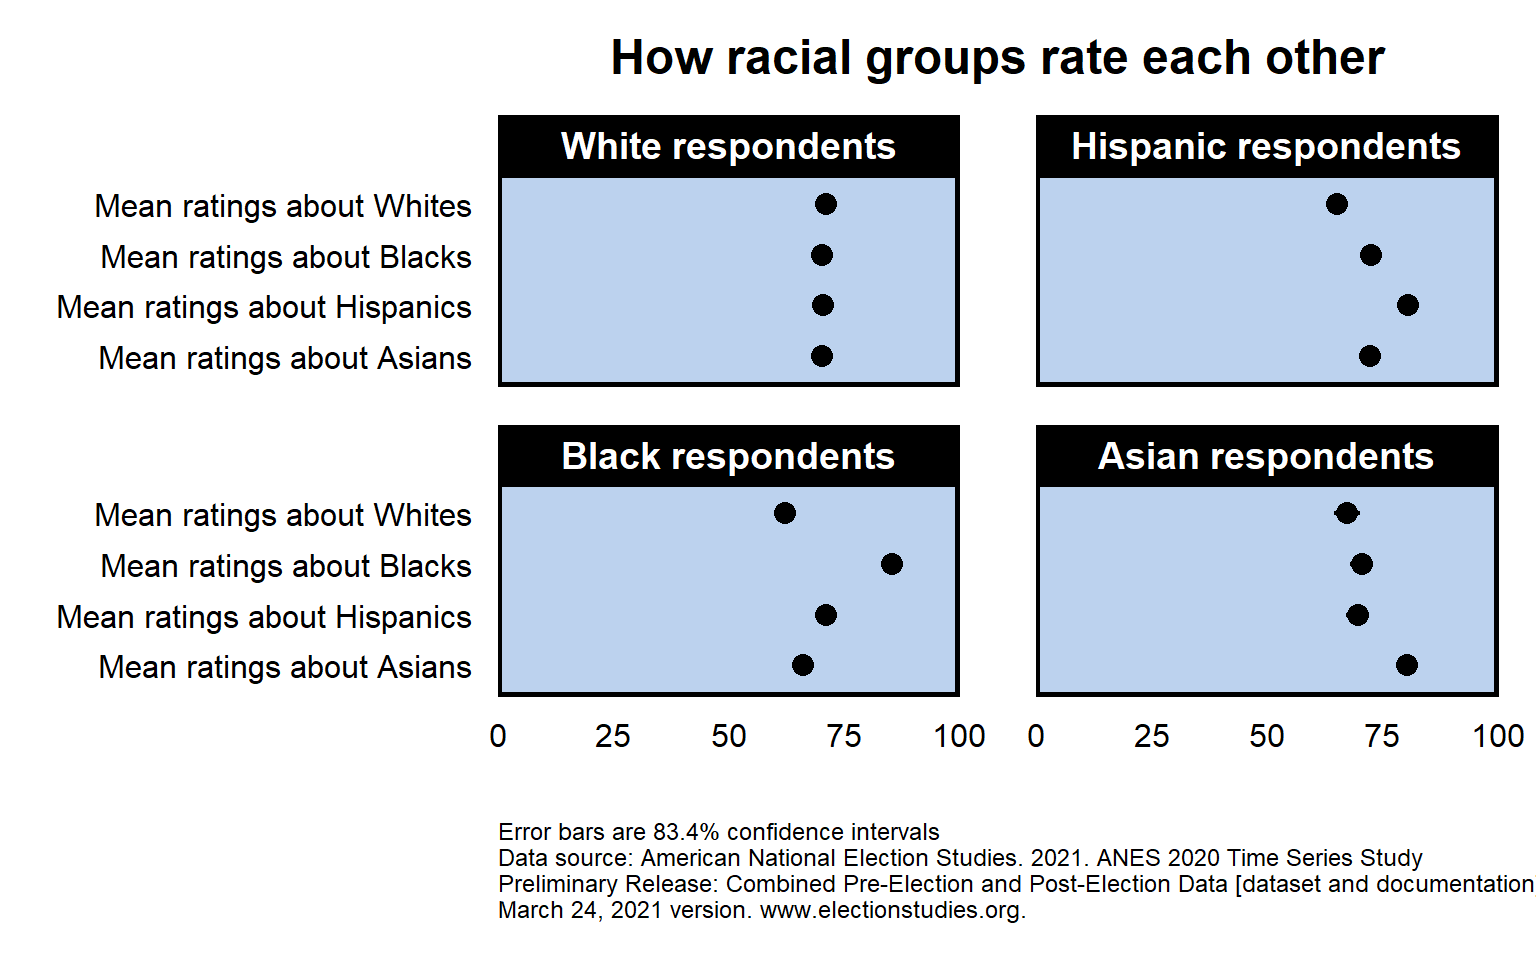 How racial groups rate each other
White respondents
Hispanic respondents
Mean ratings about Whites
Mean ratings about Blacks
Mean ratings about Hispanics
Mean ratings about Asians
Black respondents
Asian respondents
Mean ratings about Whites
Mean ratings about Blacks
Mean ratings about Hispanics
Mean ratings about Asians
0 25 50 75 100
0 25 50 75 100
Error bars are 83.4% confidence intervals
Data source: American National Election Studies. 2021. ANES 2020 Time Series Study
Preliminary Release: Combined Pre-Election and Post-Election Data [dataset and documentation]
March 24, 2021 version. www.electionstudies.org.